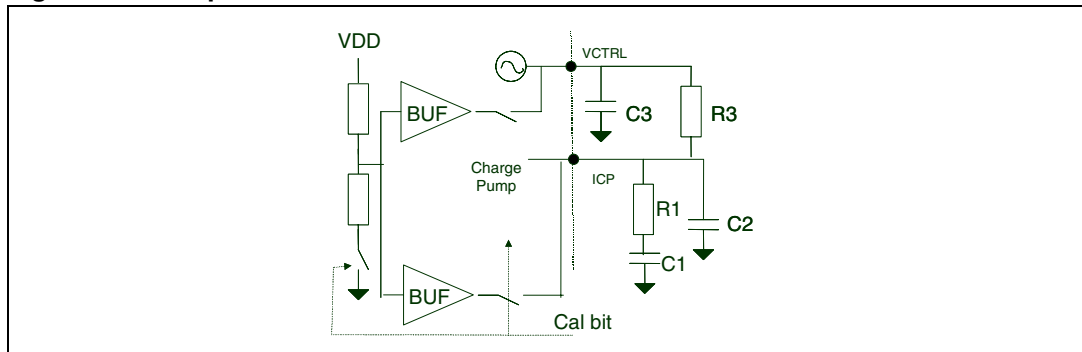 VDD
VCTRL
BUF
C3
R3
Charge
Pump
ICP
R1
C2
C1
BUF
Cal bit